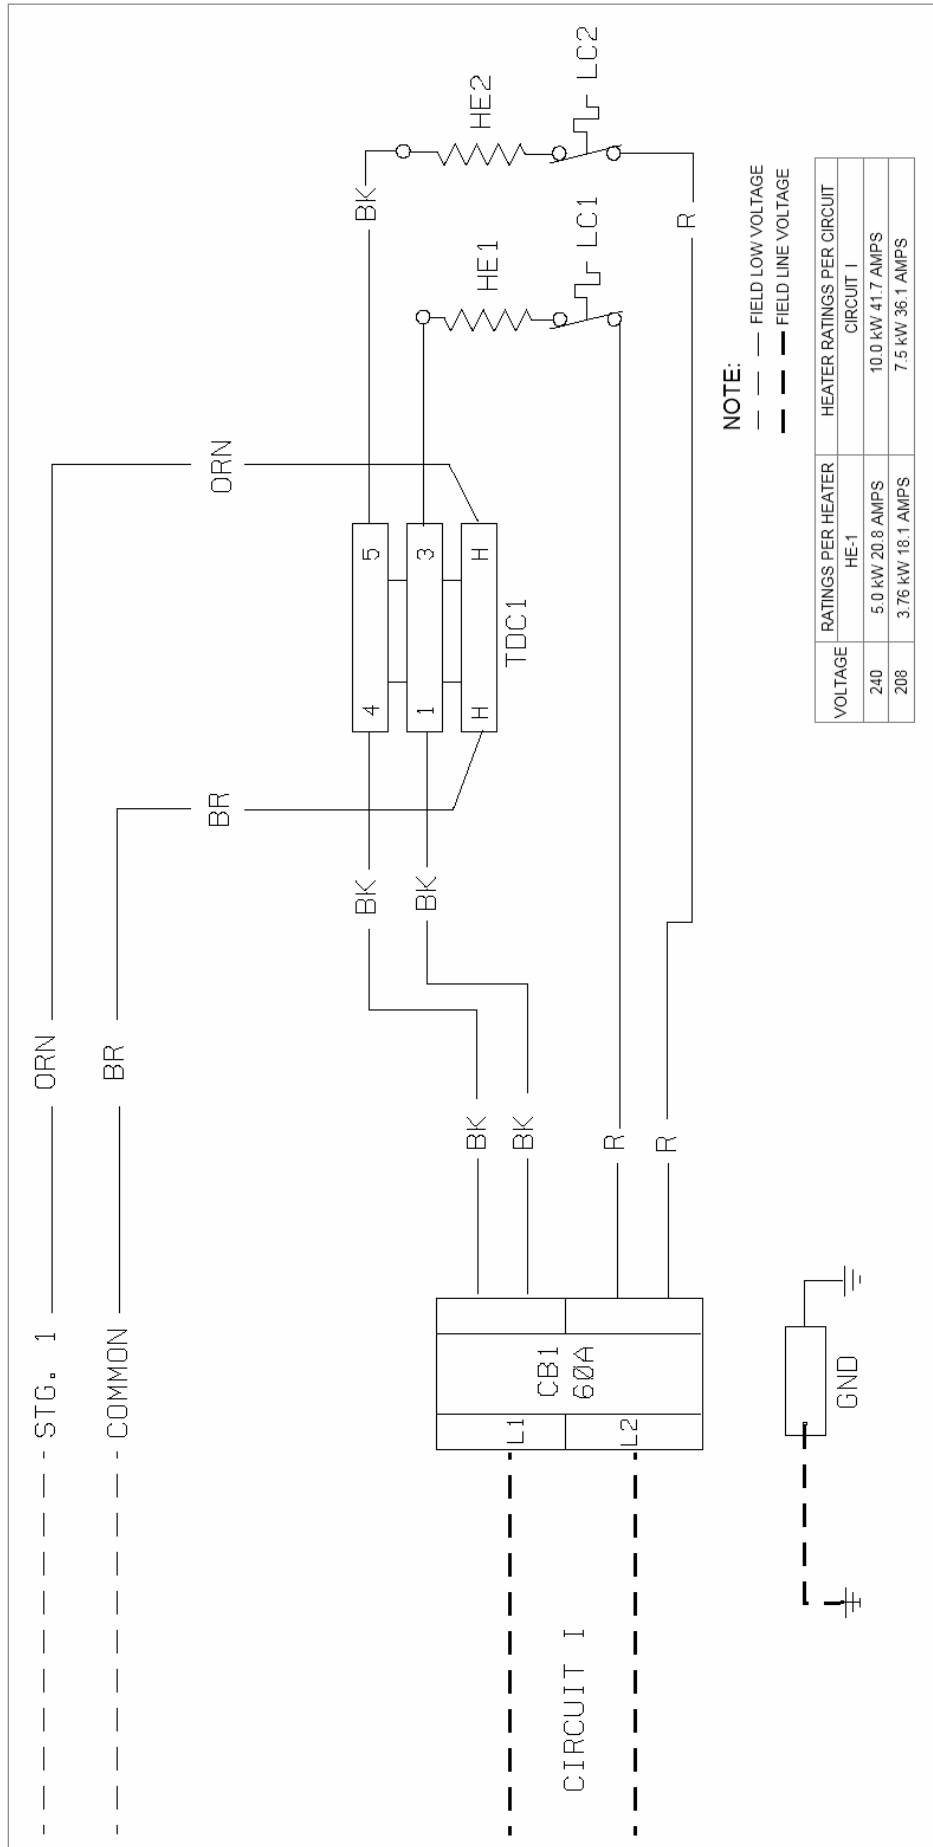 STG. 1
ORN
ORN
COMMON
BR
BR
BK
BK
BK
BK
BK
4
5
1
3
H
H
TDC1
HE1
HE2
LC1
LC2
L1
L2
CB1
60A
R
R
R
CIRCUIT I
GND
NOTE:
FIELD LOW VOLTAGE
FIELD LINE VOLTAGE
VOLTAGE RATINGS PER HEATER HEATER RATINGS PER CIRCUIT
HE-1 CIRCUIT I
240 5.0 kW 20.8 AMPS 10.0 kW 41.7 AMPS
208 3.76 kW 18.1 AMPS 7.5 kW 36.1 AMPS